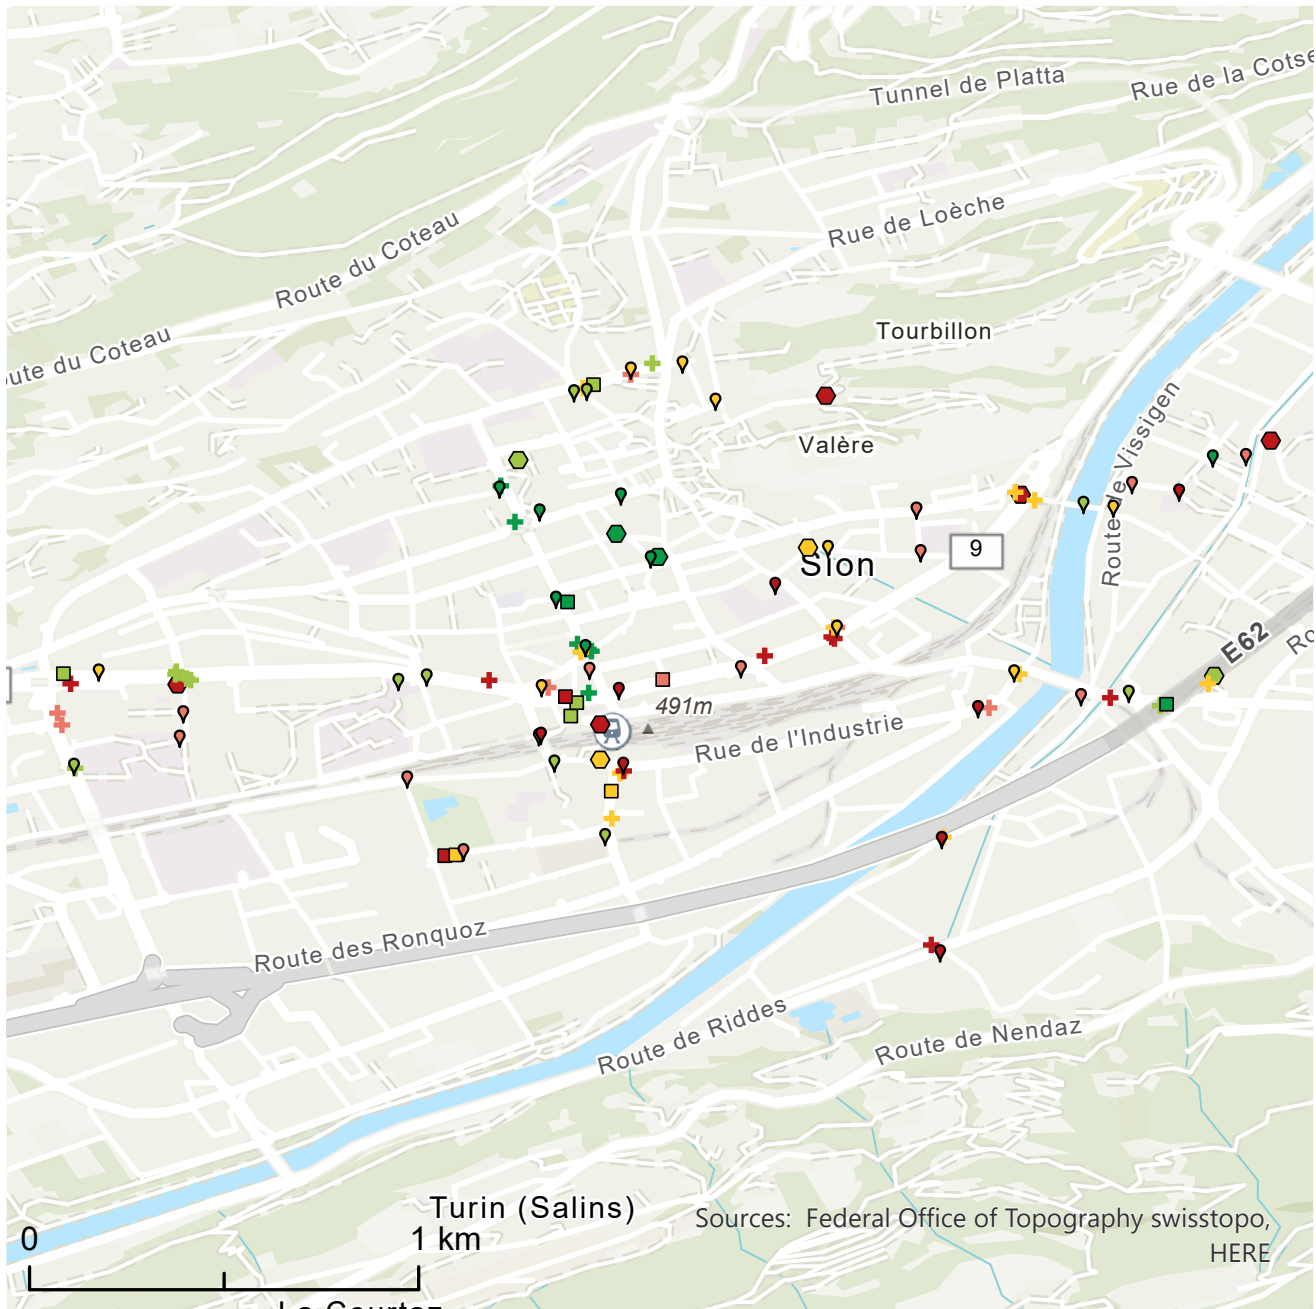 Tunnel de Platta
Rue de la Cotse
Rue de Loèche
Route du Coteau
Tourbillon
ute du Coteau
Valère
Route de Vissigen
9
Sion
E62
Ro
491m
Rue de l'Industrie
Route des Ronquoz
Route de Riddes
Route de Nendaz
Turin (Salins)
Sources: Federal Office of Topography swisstopo,
HERE
0 1 km